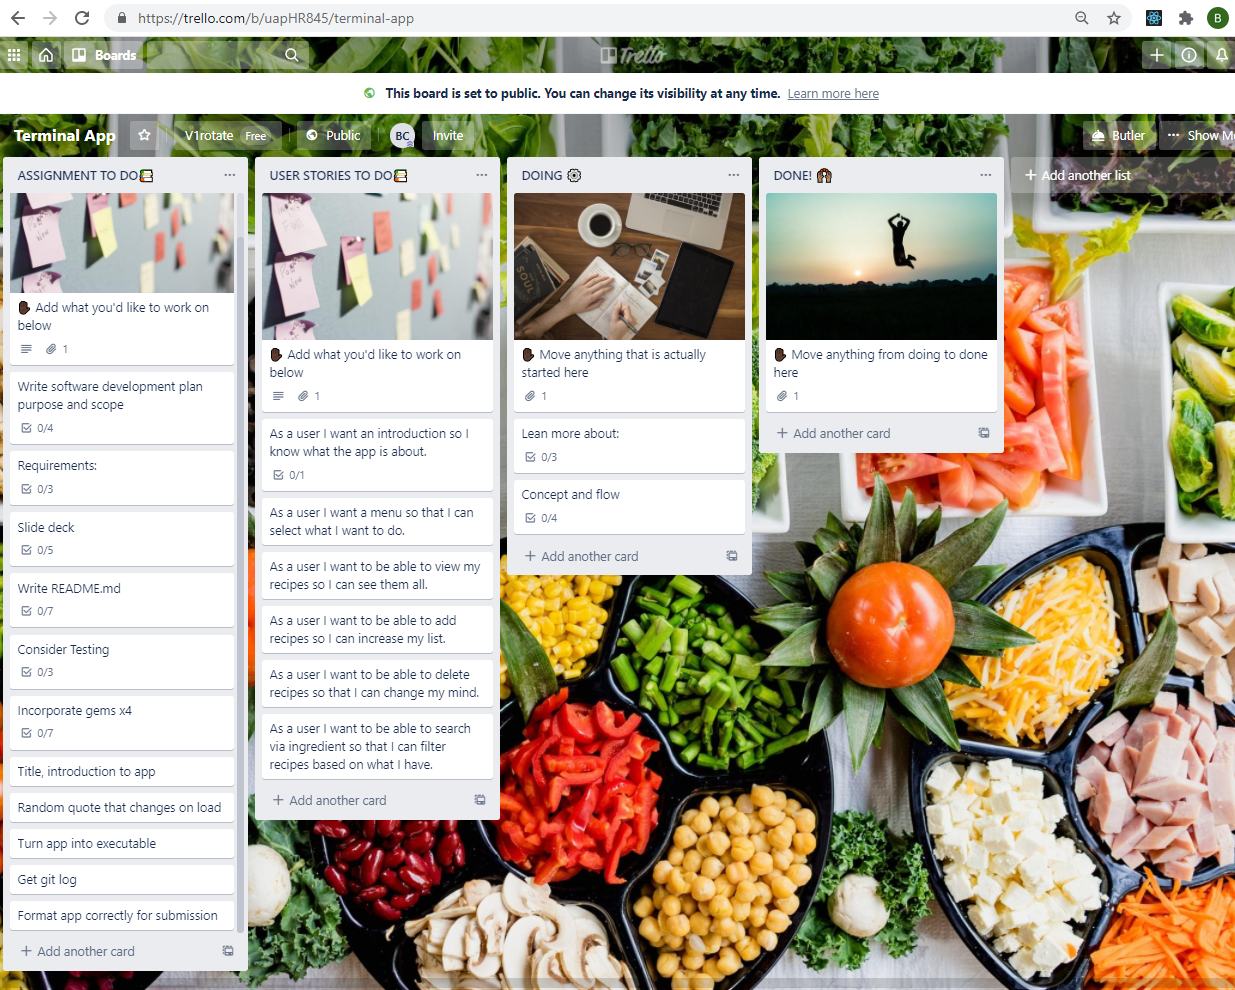 https://trello.com/b/uapHR845/terminal-app
B
Boards
Trello
This board is set to public. You can change its visibility at any time. Learn more here
Terminal App
V1rotate Free
Public
BC
Invite
Butler
Show Me
ASSIGNMENT TO DO
Add what you'd like to work on
below
1
Write software development plan
purpose and scope
0/4
Requirements:
0/3
Slide deck
0/5
Write README.md
0/7
Consider Testing
0/3
Incorporate gems x4
0/7
Title, introduction to app
Random quote that changes on load
Turn app into executable
Get git log
Format app correctly for submission
+ Add another card
USER STORIES TO DO
Add what you'd like to work on
below
1
As a user I want an introduction so I
know what the app is about.
0/1
As a user I want a menu so that I can
select what I want to do.
As a user I want to be able to view my
recipes so I can see them all.
As a user I want to be able to add
recipes so I can increase my list.
As a user I want to be able to delete
recipes so that I can change my mind.
As a user I want to be able to search
via ingredient so that I can filter
recipes based on what I have.
+ Add another card
DOING
SOUL
Move anything that is actually
started here
1
Lean more about:
0/3
Concept and flow
0/4
+ Add another card
DONE!
Move anything from doing to done
here
1
+ Add another card
+ Add another list